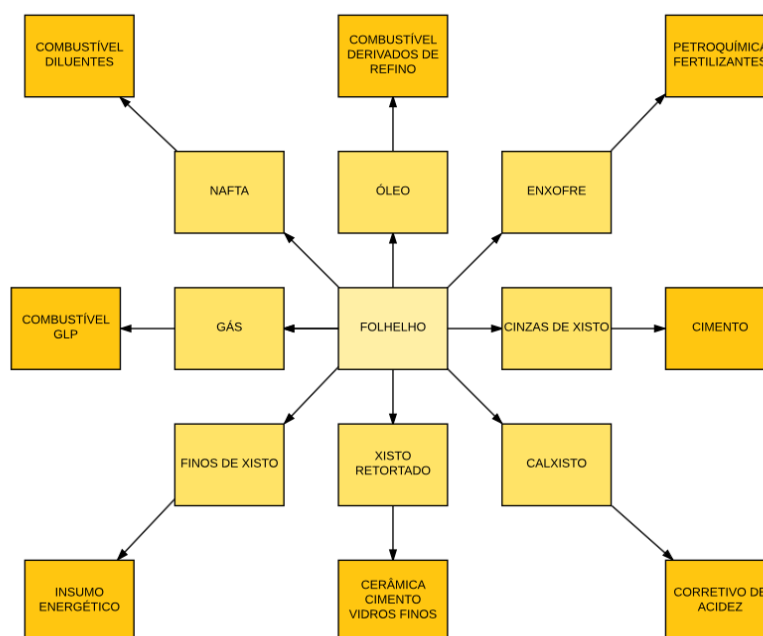 COMBUSTÍVEL
DILUENTES
COMBUSTÍVEL
DERIVADOS DE
REFINO
PETROQUÍMICA
FERTILIZANTES
NAFTA
ÓLEO
ENXOFRE
COMBUSTÍVEL
GLP
GÁS
FOLHELHO
CINZAS DE XISTO
CIMENTO
FINOS DE XISTO
XISTO
RETORTADO
CALXISTO
INSUMO
ENERGÉTICO
CERÂMICA
CIMENTO
VIDROS FINOS
CORRETIVO DE
ACIDEZ